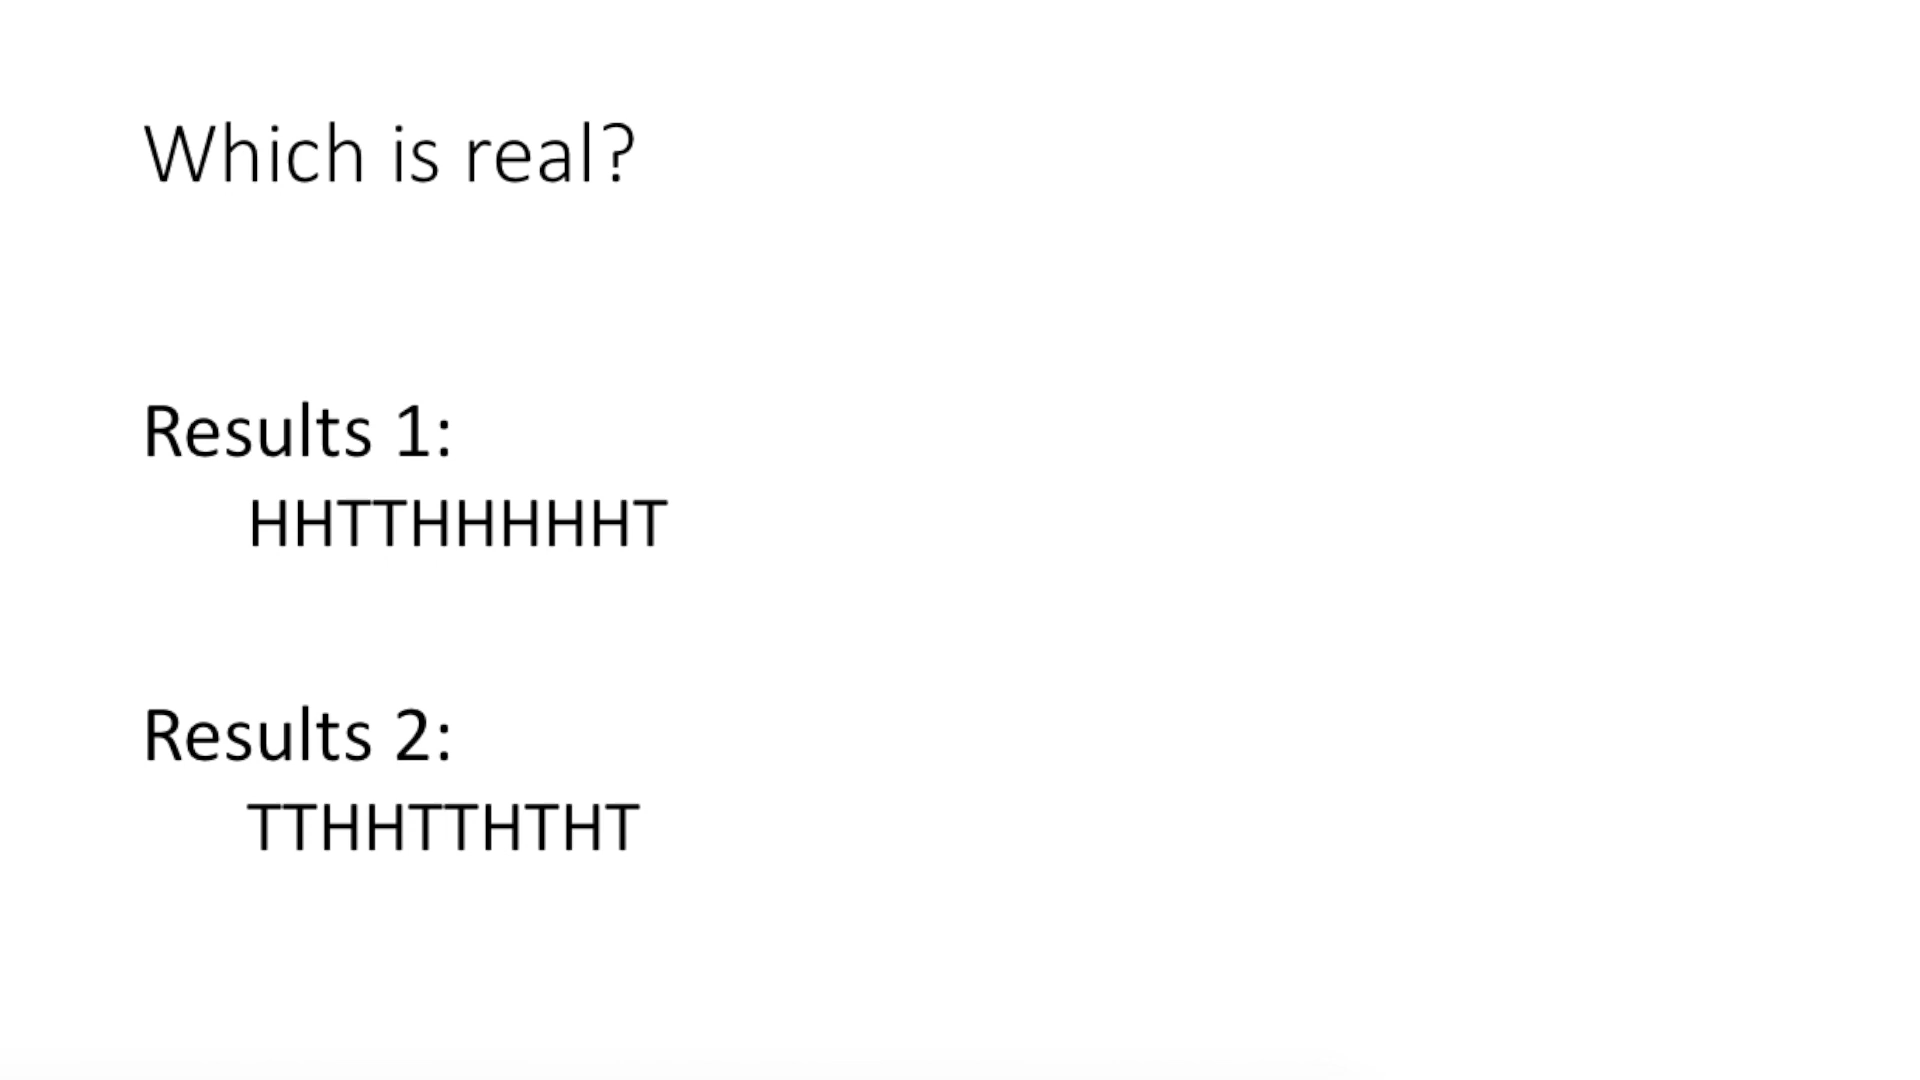 Which is real?
Results 1:
HHTTHHHHHT
Results 2:
TTHHTTHTHT